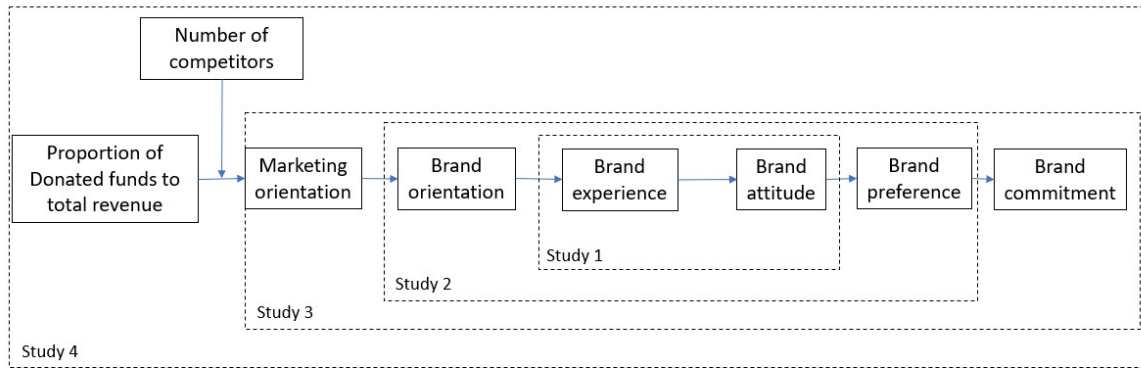 Number of
competitors
Proportion of
Donated funds to
total revenue
Marketing
orientation
Brand
orientation
Brand
experience
Brand
attitude
Brand
preference
Brand
commitment
Study 1
Study 2
Study 3
Study 4